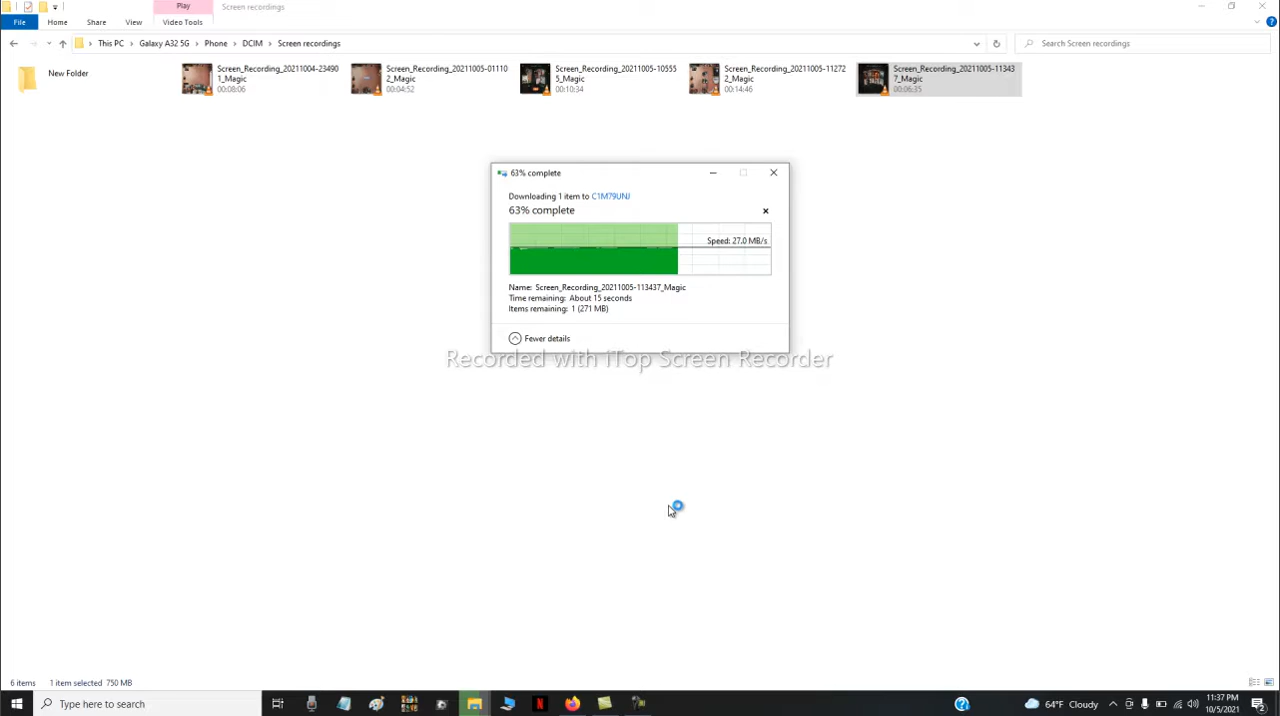 Play
Screen recordings
File
Home
Share
View
Video Tools
This PC
Galaxy A32 5G
Phone
DCIM
Screen recordings
Search Screen recordings
New Folder
Screen_Recording_20211004-23490
1_Magic
00:08:06
Screen_Recording_20211005-01110
2_Magic
00:04:52
Screen_Recording_20211005-10555
5_Magic
00:10:34
Screen_Recording_20211005-11272
2_Magic
00:14:46
Screen_Recording_20211005-11343
7_Magic
00:06:35
63% complete
Downloading 1 item to C1M79UNJ
63% complete
Speed: 27.0 MB/s
Name: Screen_Recording_20211005-113437_Magic
Time remaining: About 15 seconds
Items remaining: 1 (271 MB)
Fewer details
Recorded with iTop Screen Recorder
6 items
1 item selected 750 MB
Type here to search
64°F Cloudy
11:37 PM
10/5/2021
2